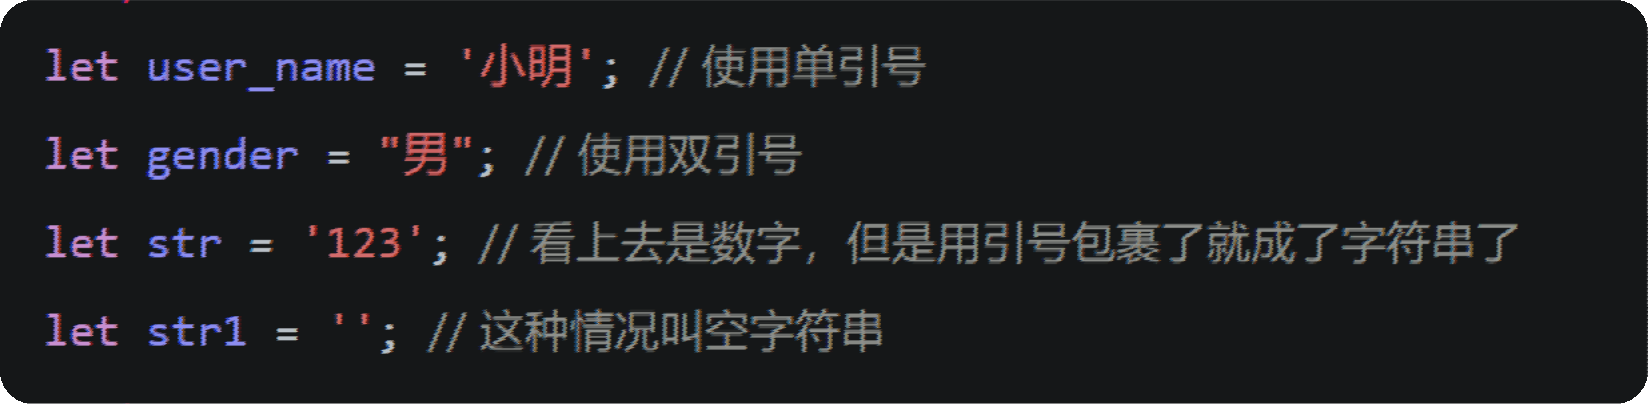 let user_name = '小明'; // 使用单引号
let gender = "男"; // 使用双引号
let str = '123'; // 看上去是数字，但是用引号包裹了就成了字符串了
let str1 = ''; // 这种情况叫空字符串